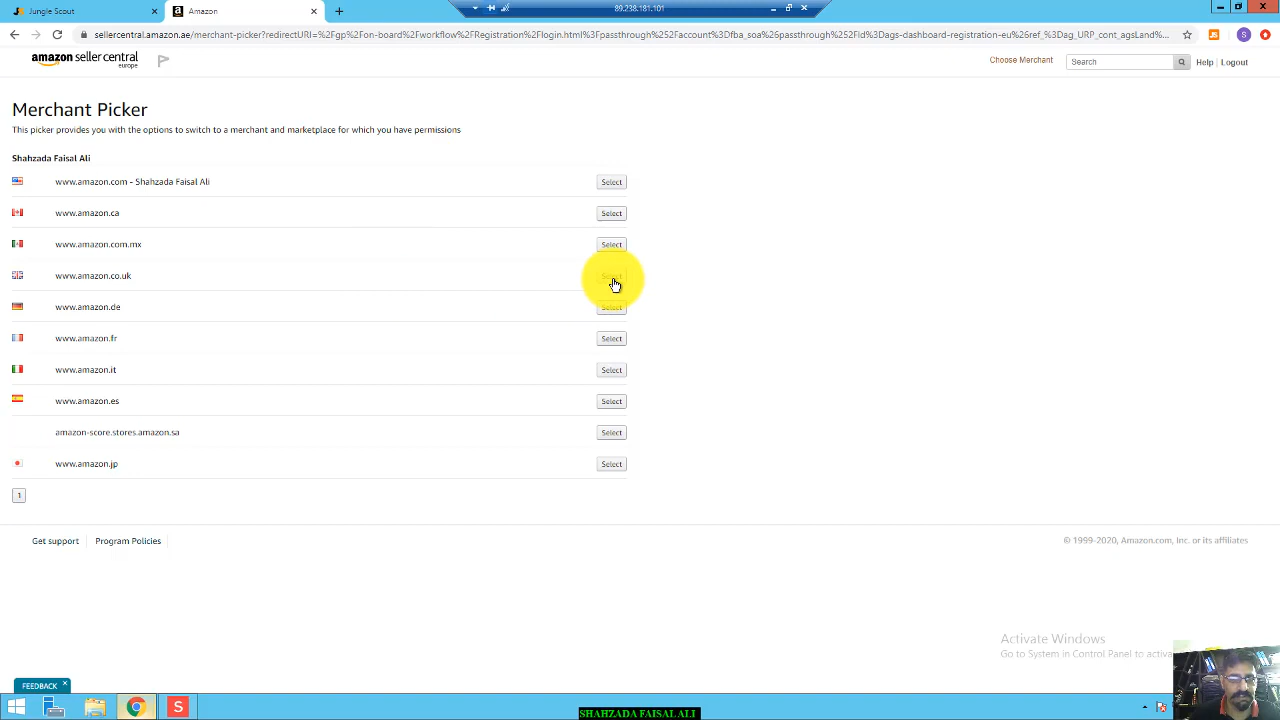 Jungle Scout
Amazon
89.238.181.101
sellercentral.amazon.ae/merchant-picker?redirectURI=%2Fgp%2Fon-board%2Fworkflow%2FRegistration%2Flogin.html%3Fpassthrough%252Faccount%3Dfba_soa%26passthrough%252Fld%3Dags-dashboard-registration-eu%26ref_%3Dag_URP_cont_agsLand%...
amazon seller central
europe
Choose Merchant
Search
Help | Logout
Merchant Picker
This picker provides you with the options to switch to a merchant and marketplace for which you have permissions
Shahzada Faisal Ali
www.amazon.com - Shahzada Faisal Ali Select
www.amazon.ca Select
www.amazon.com.mx Select
www.amazon.co.uk Select
www.amazon.de Select
www.amazon.fr Select
www.amazon.it Select
www.amazon.es Select
amazon-score.stores.amazon.sa Select
www.amazon.jp Select
1
Get support
Program Policies
© 1999-2020, Amazon.com, Inc. or its affiliates
Activate Windows
Go to System in Control Panel to activa
FEEDBACK
SHAHZADA FAISAL ALI